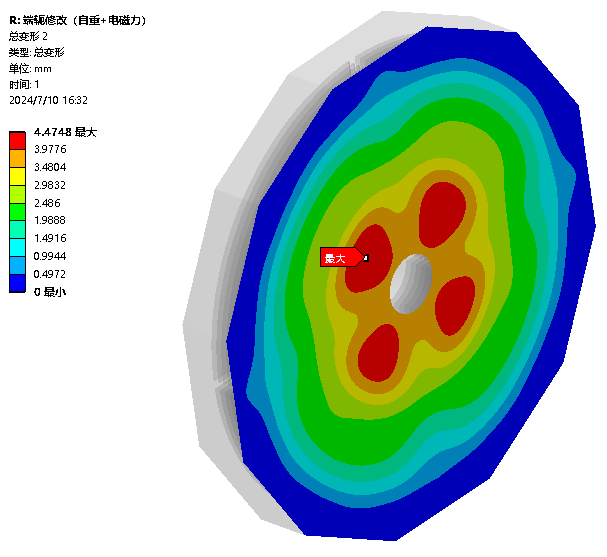 R: 端轭修改（自重+电磁力）
总变形 2
类型: 总变形
单位: mm
时间: 1
2024/7/10 16:32
4.4748 最大
3.9776
3.4804
2.9832
2.486
1.9888
1.4916
0.9944
0.4972
0 最小
最大